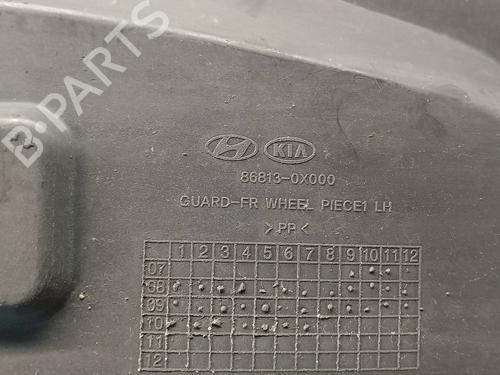 B-PARTS
KIA
86813-0X000
GUARD-FR WHEEL PIECE1 LH
>PP<
1 2 3 4 5 6 7 8 9 10 11 12
07
08
09
10
11
12